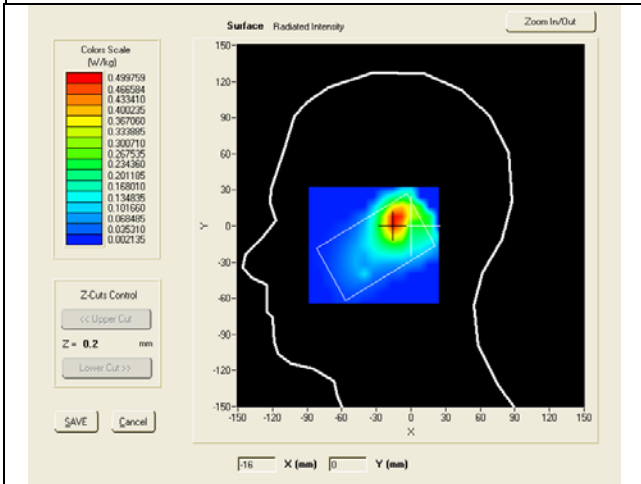 Surface Radiated Intensity
Zoom In/Out
Colors Scale
(W/kg)
0.499759
0.466584
0.433410
0.400235
0.367060
0.333885
0.300710
0.267535
0.234360
0.201185
0.168010
0.134835
0.101660
0.068485
0.035310
0.002135
Z-Cuts Control
<< Upper Cut
Z = 0.2 mm
Lower Cut >>
SAVE Cancel
150
120
90
60
30
0
-30
-60
-90
-120
-150
Y
-150 -120 -90 -60 -30 0 30 60 90 120 150
X
-16 X (mm) 0 Y (mm)